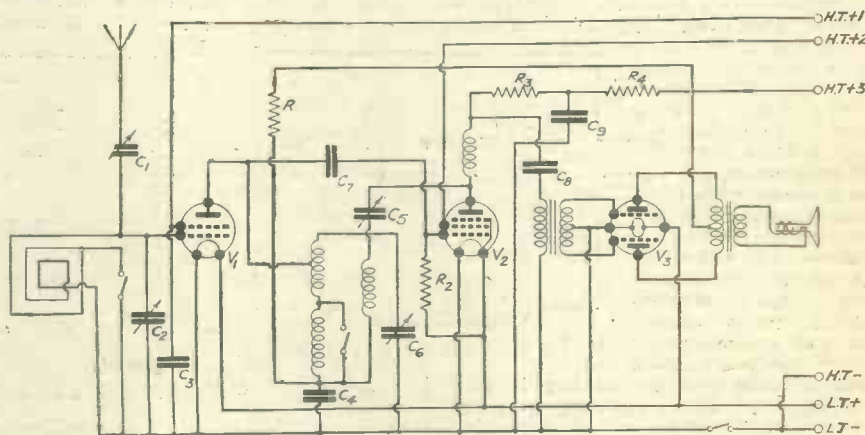 H.T.+1
H.T.+2
H.T.+3
R3
R4
R
C9
C1
C7
C8
C5
V1
V2
V3
R2
C2
C6
C3
C4
H.T.-
L.T.+
L.T.-